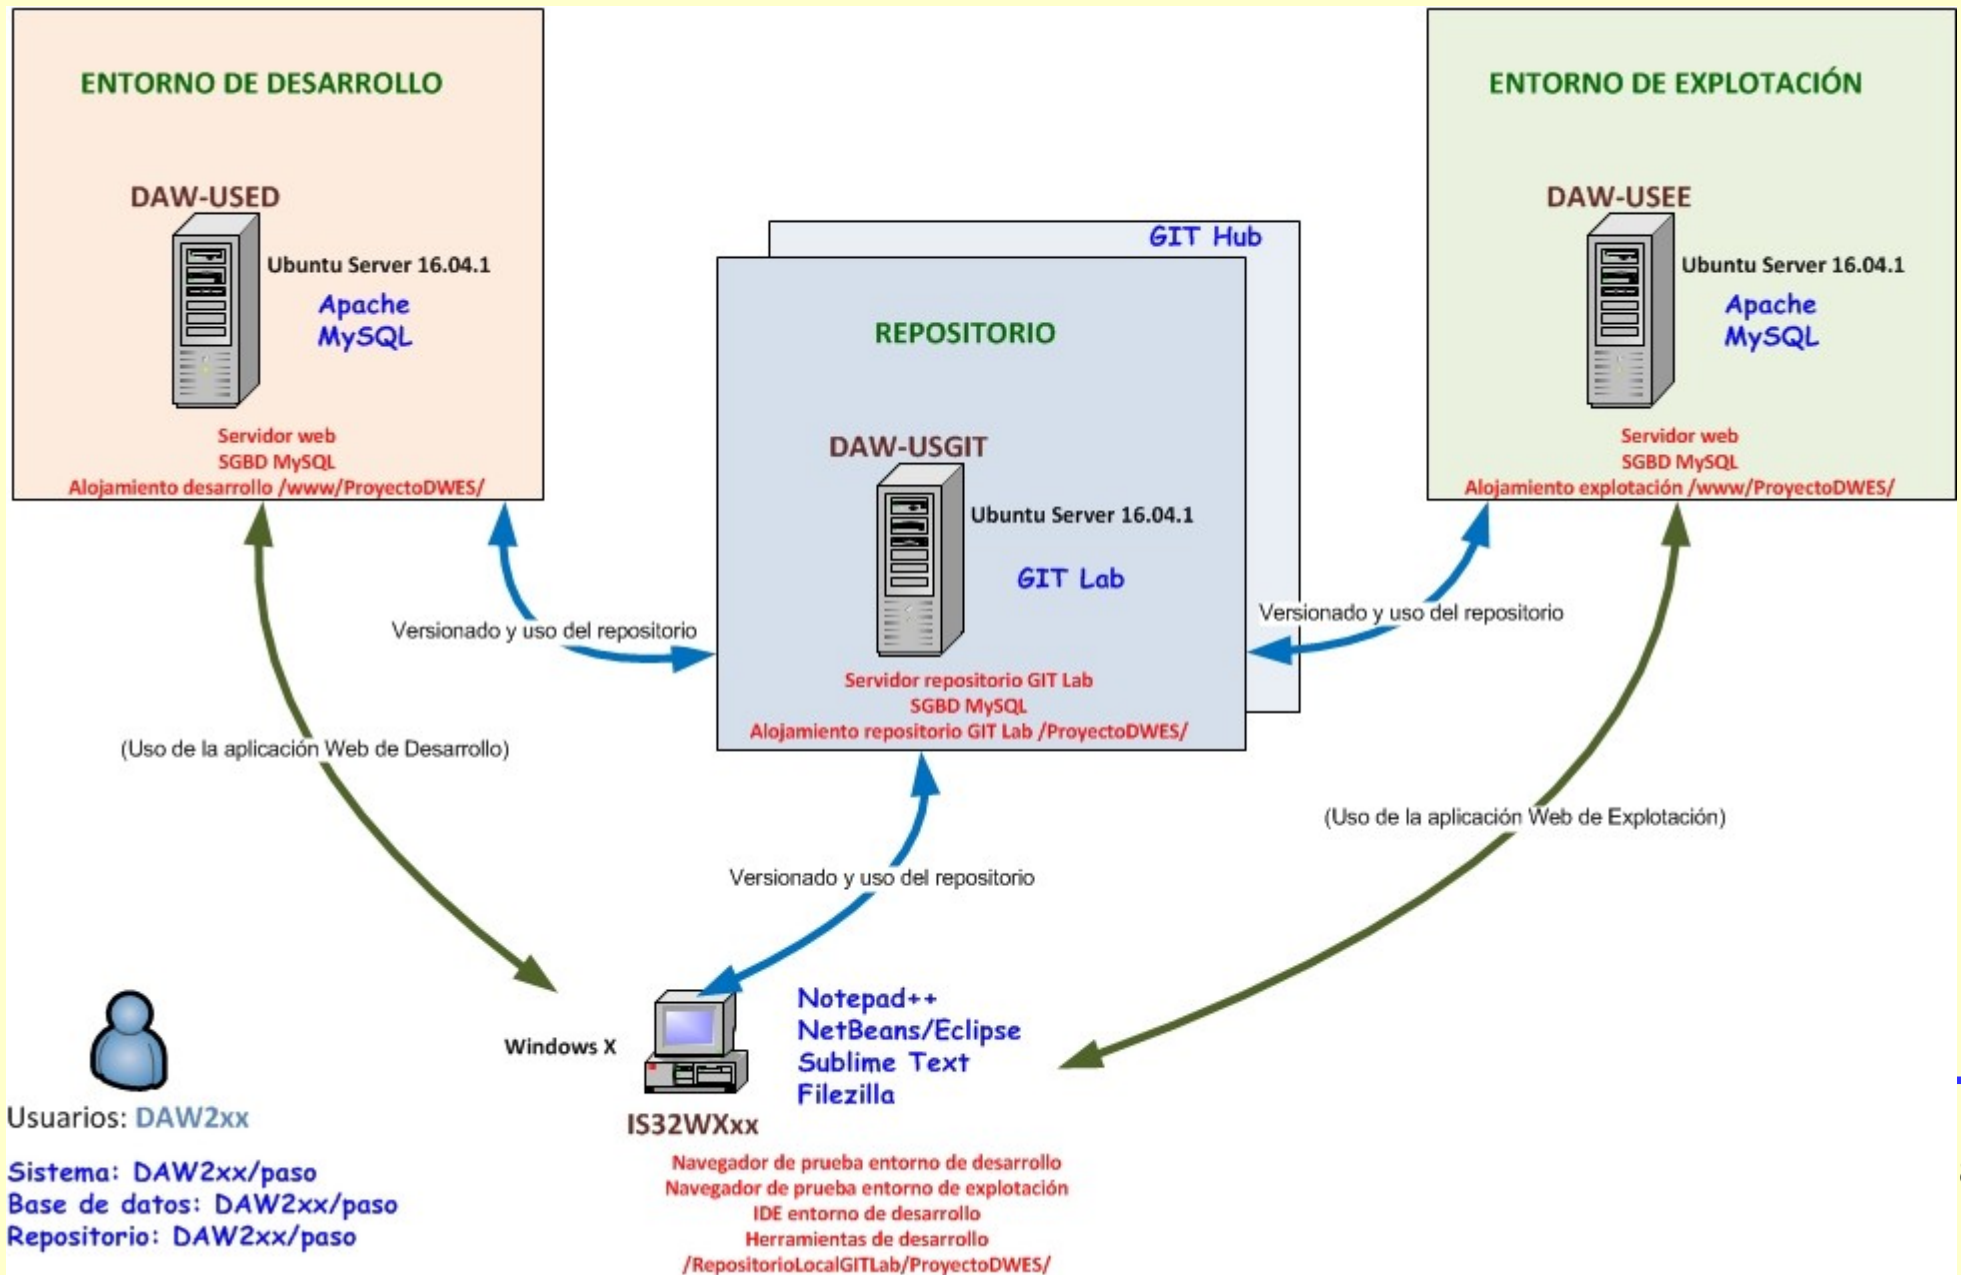 ENTORNO DE DESARROLLO
DAW-USED
Ubuntu Server 16.04.1
Apache
MySQL
Servidor web
SGBD MySQL
Alojamiento desarrollo /www/ProyectoDWES/
ENTORNO DE EXPLOTACIÓN
DAW-USEE
Ubuntu Server 16.04.1
Apache
MySQL
Servidor web
SGBD MySQL
Alojamiento explotación /www/ProyectoDWES/
GIT Hub
REPOSITORIO
DAW-USGIT
Ubuntu Server 16.04.1
GIT Lab
Servidor repositorio GIT Lab
SGBD MySQL
Alojamiento repositorio GIT Lab /ProyectoDWES/
Versionado y uso del repositorio
Versionado y uso del repositorio
(Uso de la aplicación Web de Desarrollo)
(Uso de la aplicación Web de Explotación)
Versionado y uso del repositorio
Windows X
Notepad++
NetBeans/Eclipse
Sublime Text
Filezilla
IS32WXxx
Navegador de prueba entorno de desarrollo
Navegador de prueba entorno de explotación
IDE entorno de desarrollo
Herramientas de desarrollo
/RepositorioLocalGITLab/ProyectoDWES/
Usuarios: DAW2xx
Sistema: DAW2xx/paso
Base de datos: DAW2xx/paso
Repositorio: DAW2xx/paso